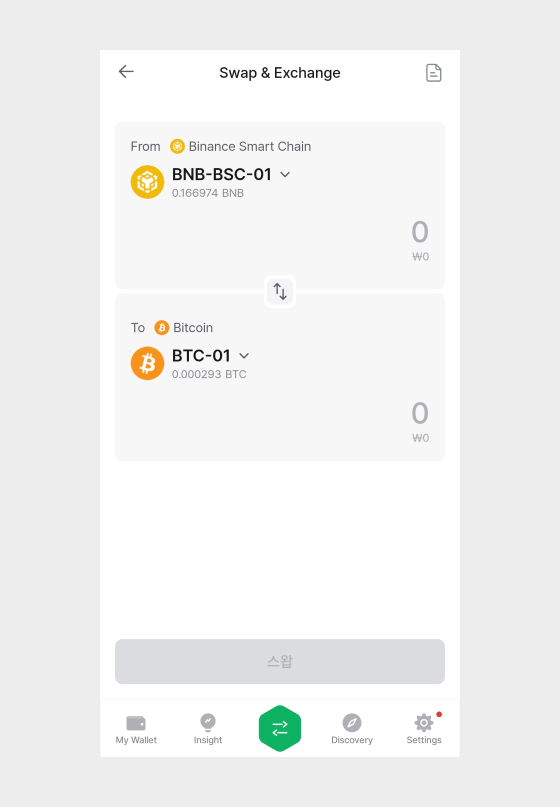 Swap & Exchange
From Binance Smart Chain
BNB-BSC-01
0.166974 BNB
0
₩0
To Bitcoin
BTC-01
0.000293 BTC
0
₩0
스왑
My Wallet Insight Discovery Settings